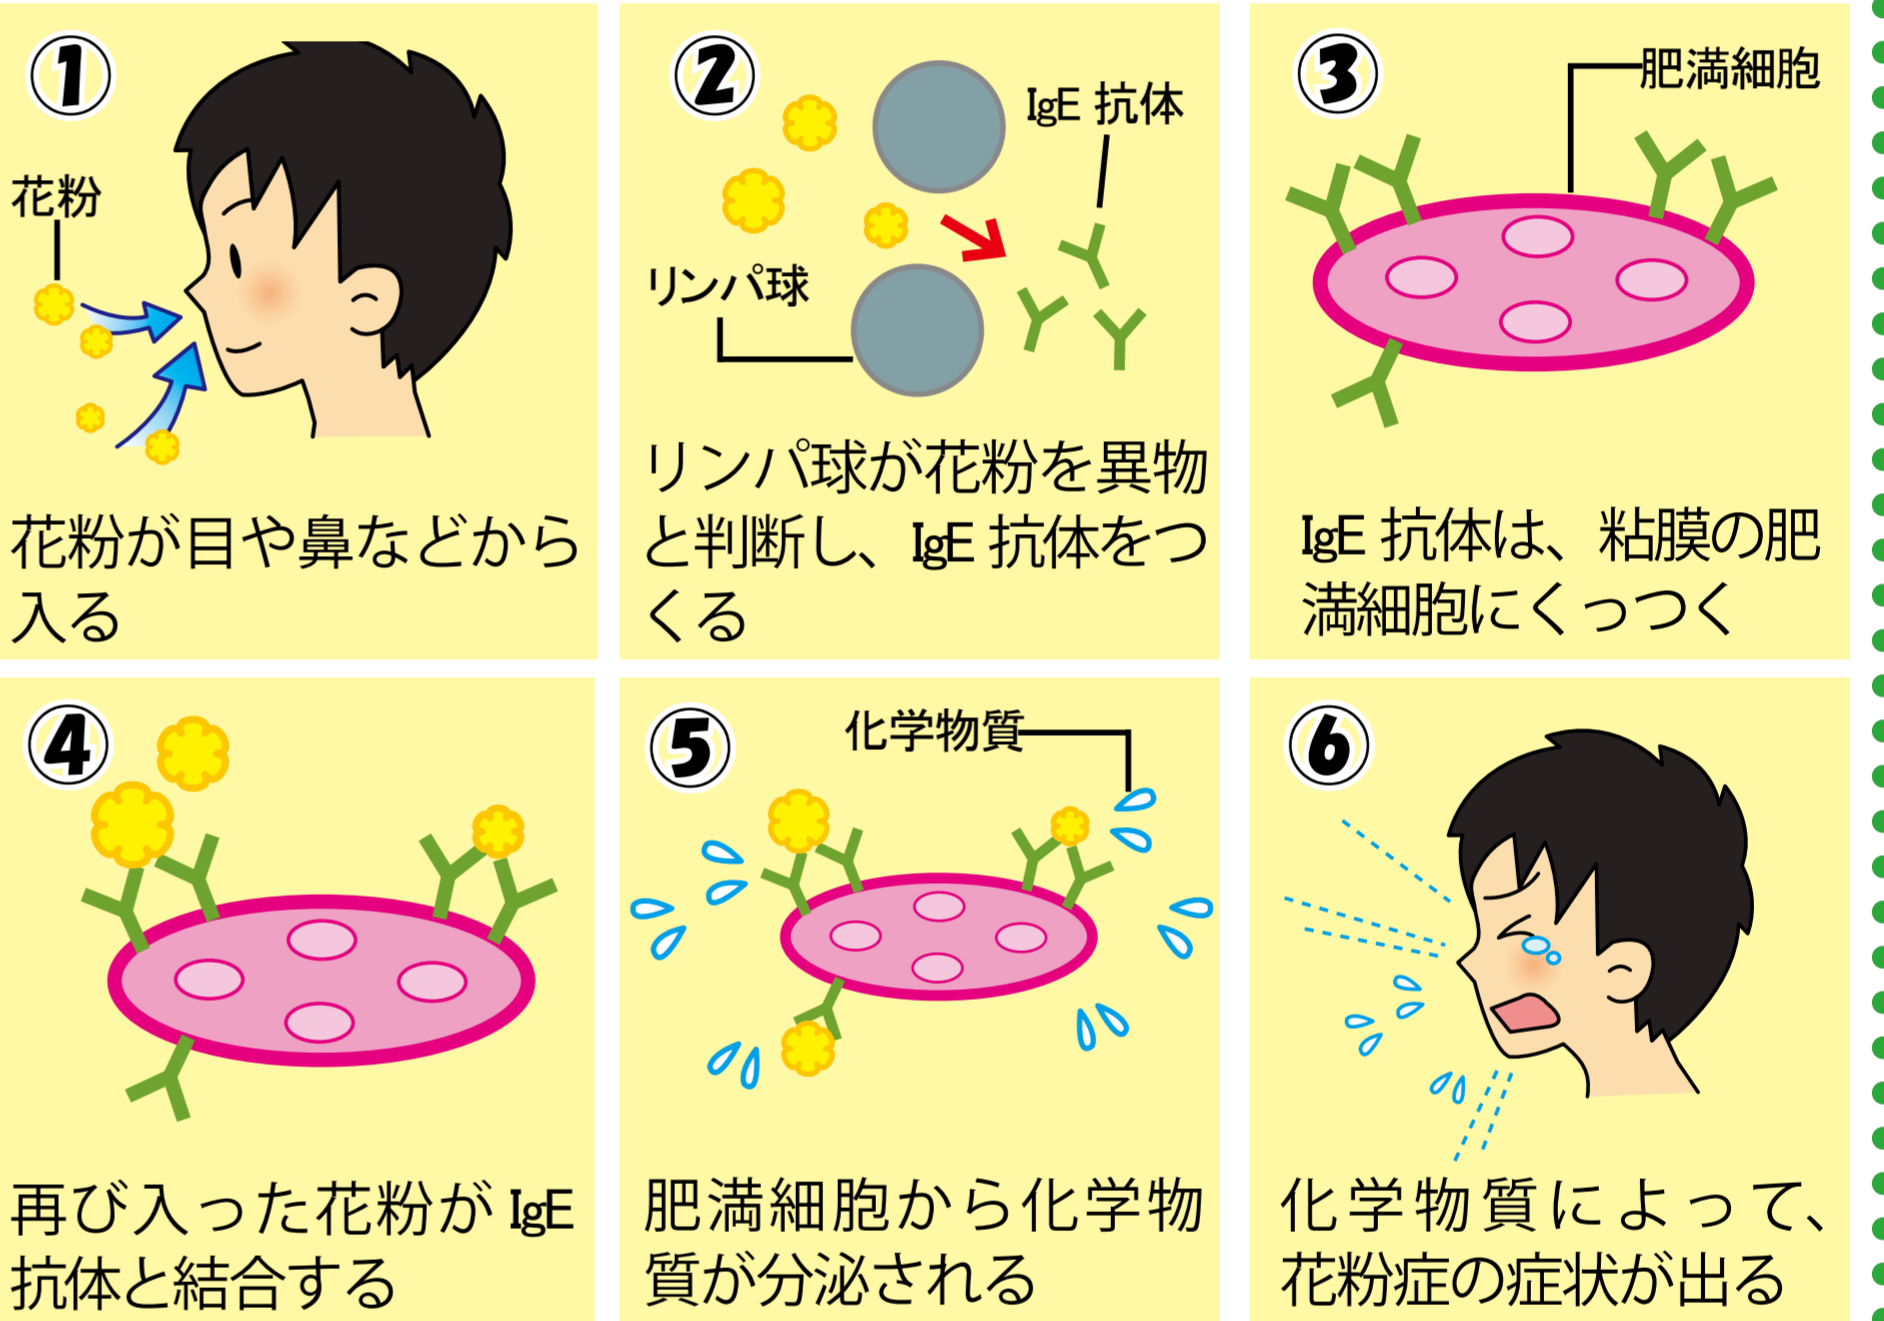 ①
花粉
花粉が目や鼻などから
入る
②
IgE 抗体
リンパ球
リンパ球が花粉を異物
と判断し、IgE 抗体をつ
くる
③
肥満細胞
IgE 抗体は、粘膜の肥
満細胞にくっつく
④
再び入った花粉が IgE
抗体と結合する
⑤
化学物質
肥満細胞から化学物
質が分泌される
⑥
化学物質によって、
花粉症の症状が出る